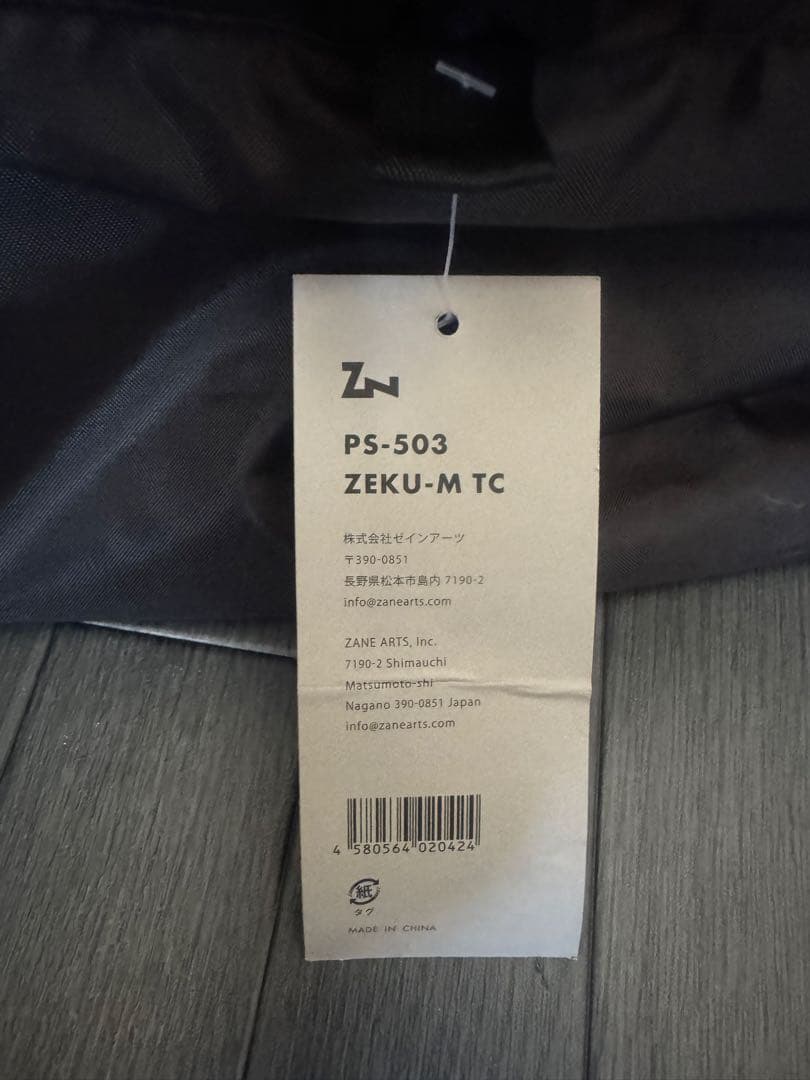 ZN
PS-503
ZEKU-M TC
株式会社ゼインアーツ
〒390-0851
長野県松本市島内 7190-2
info@zanearts.com
ZANE ARTS, Inc.
7190-2 Shimauchi
Matsumoto-shi
Nagano 390-0851 Japan
info@zanearts.com
4 580564 020424
紙
タグ
MADE IN CHINA